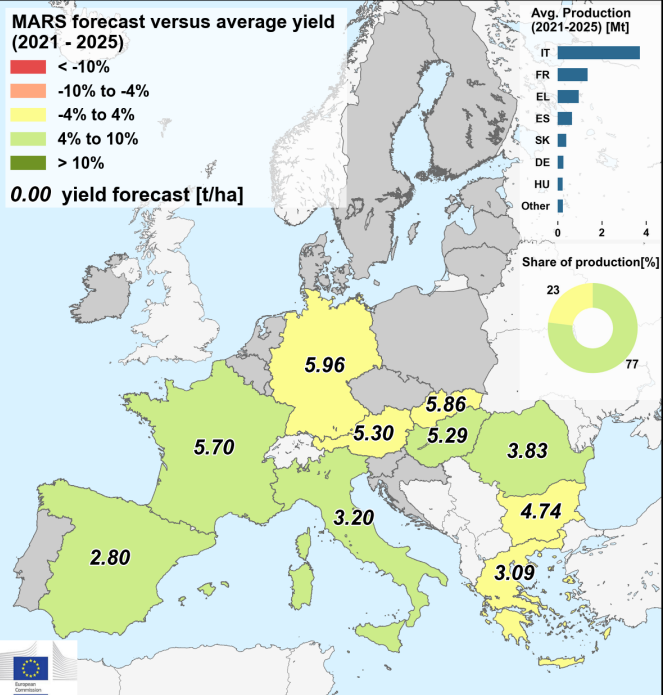 MARS forecast versus average yield
(2021 - 2025)
< -10%
-10% to -4%
-4% to 4%
4% to 10%
> 10%
0.00 yield forecast [t/ha]
Avg. Production
(2021-2025) [Mt]
IT
FR
EL
ES
SK
DE
HU
Other
0 2 4
Share of production[%]
23
77
5.96
5.86
5.30
5.29
5.70
3.83
3.20
4.74
2.80
3.09
European
Commission